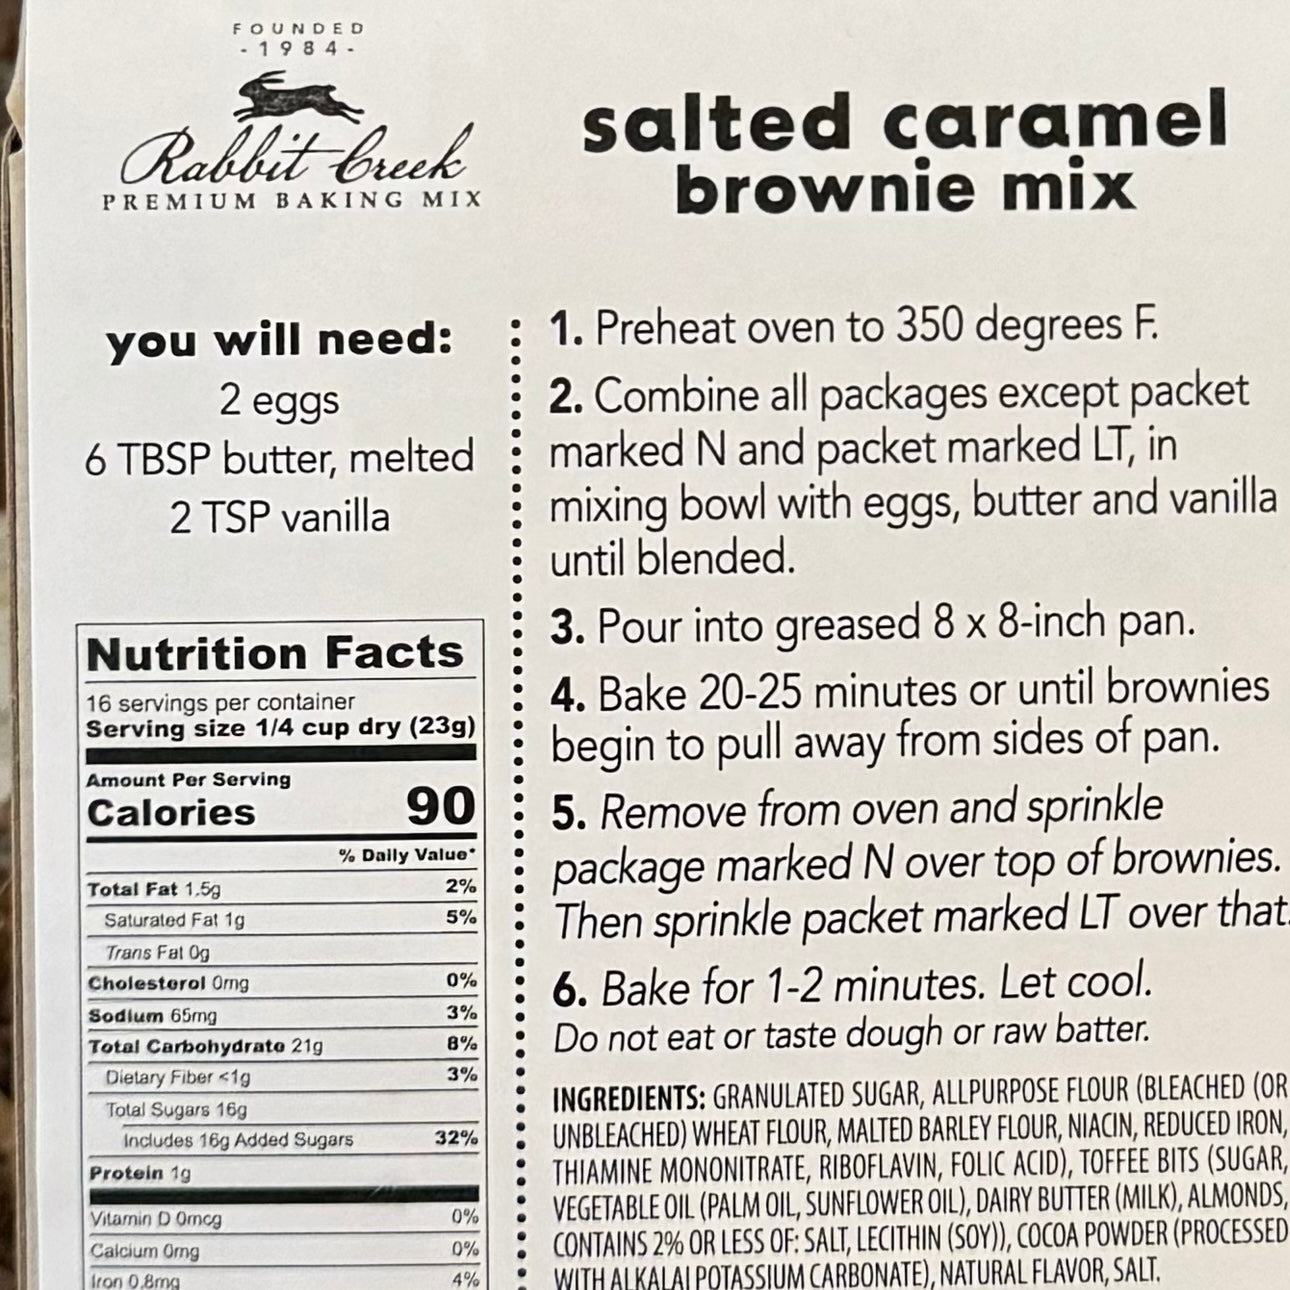 FOUNDED
-1984-
Rabbit Creek
PREMIUM BAKING MIX
salted caramel
brownie mix
you will need:
2 eggs
6 TBSP butter, melted
2 TSP vanilla
Nutrition Facts
16 servings per container
Serving size 1/4 cup dry (23g)
Amount Per Serving
Calories 90
% Daily Value*
Total Fat 1.5g 2%
Saturated Fat 1g 5%
Trans Fat 0g
Cholesterol 0mg 0%
Sodium 65mg 3%
Total Carbohydrate 21g 8%
Dietary Fiber <1g 3%
Total Sugars 16g
Includes 16g Added Sugars 32%
Protein 1g
Vitamin D 0mcg 0%
Calcium 0mg 0%
Iron 0.8mg 4%
1. Preheat oven to 350 degrees F.
2. Combine all packages except packet
marked N and packet marked LT, in
mixing bowl with eggs, butter and vanilla
until blended.
3. Pour into greased 8 x 8-inch pan.
4. Bake 20-25 minutes or until brownies
begin to pull away from sides of pan.
5. Remove from oven and sprinkle
package marked N over top of brownies.
Then sprinkle packet marked LT over that.
6. Bake for 1-2 minutes. Let cool.
Do not eat or taste dough or raw batter.
INGREDIENTS: GRANULATED SUGAR, ALLPURPOSE FLOUR (BLEACHED (OR
UNBLEACHED) WHEAT FLOUR, MALTED BARLEY FLOUR, NIACIN, REDUCED IRON,
THIAMINE MONONITRATE, RIBOFLAVIN, FOLIC ACID), TOFFEE BITS (SUGAR,
VEGETABLE OIL (PALM OIL, SUNFLOWER OIL), DAIRY BUTTER (MILK), ALMONDS,
CONTAINS 2% OR LESS OF: SALT, LECITHIN (SOY)), COCOA POWDER (PROCESSED
WITH ALKALAI POTASSIUM CARBONATE), NATURAL FLAVOR, SALT.